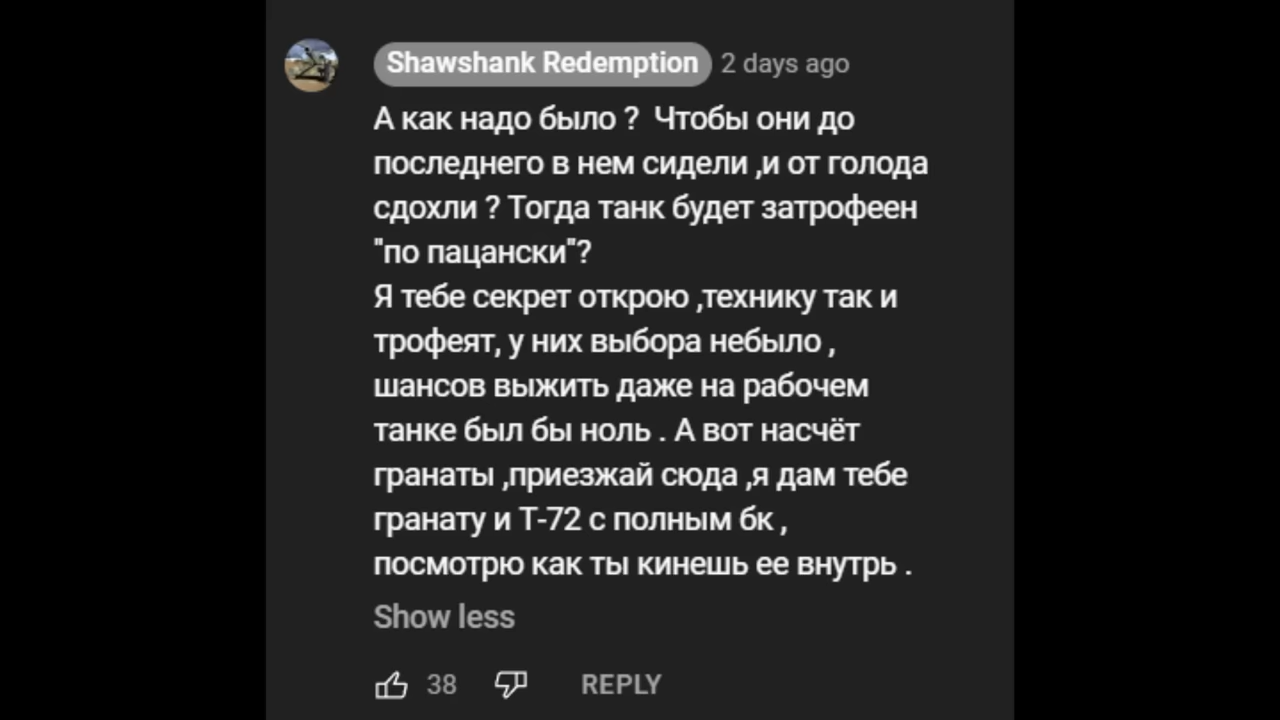 Shawshank Redemption 2 days ago
А как надо было ? Чтобы они до
последнего в нем сидели ,и от голода
сдохли ? Тогда танк будет затрофеен
"по пацански"?
Я тебе секрет открою ,технику так и
трофеят, у них выбора небыло ,
шансов выжить даже на рабочем
танке был бы ноль . А вот насчёт
гранаты ,приезжай сюда ,я дам тебе
гранату и Т-72 с полным бк ,
посмотрю как ты кинешь ее внутрь .
Show less
38 REPLY